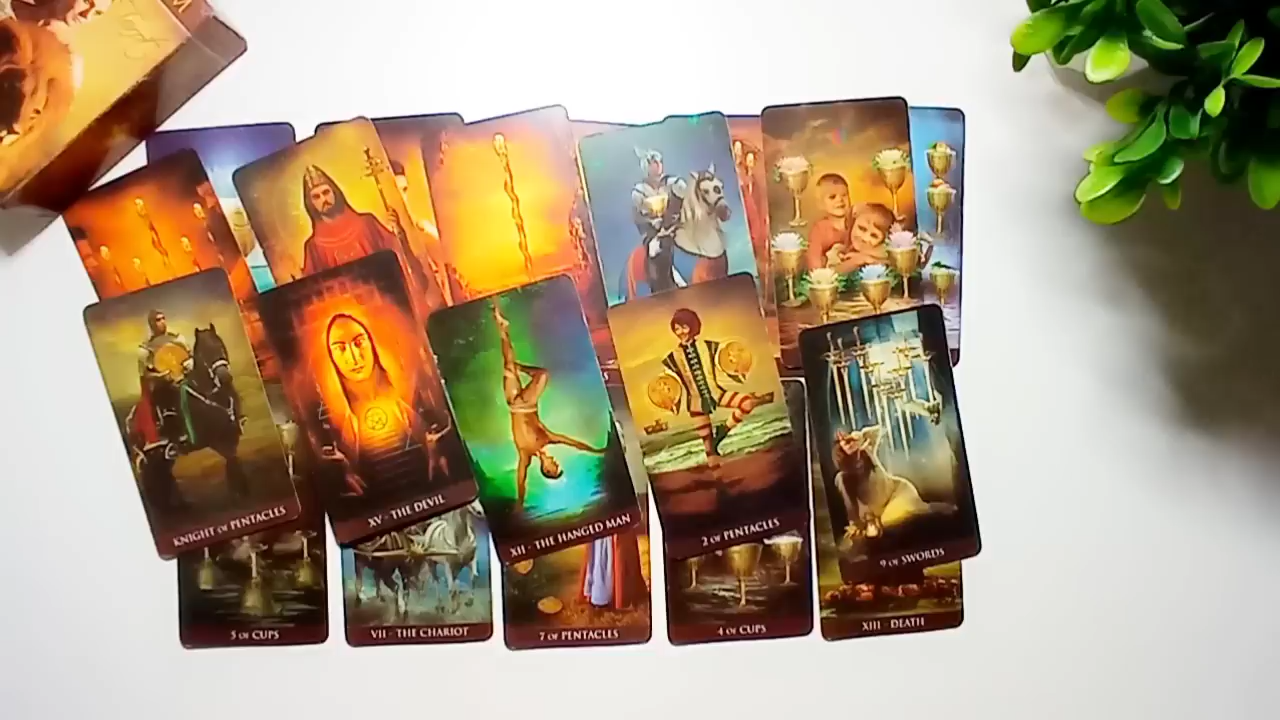 KNIGHT OF PENTACLES
XV - THE DEVIL
XII - THE HANGED MAN
2 OF PENTACLES
9 OF SWORDS
5 OF CUPS
VII - THE CHARIOT
7 OF PENTACLES
4 OF CUPS
XIII - DEATH